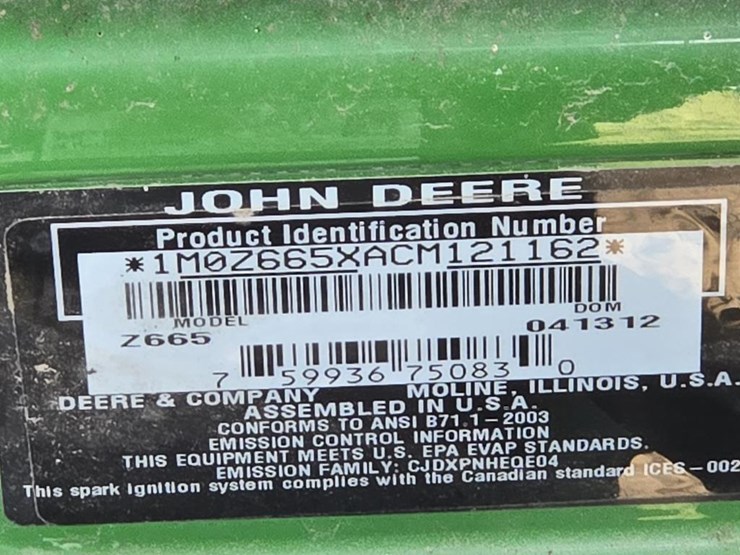 JOHN DEERE
Product Identification Number
*1M0Z665XACM121162*
MODEL
DOM
Z665
041312
7 59936 75083 0
DEERE & COMPANY MOLINE, ILLINOIS, U.S.A.
ASSEMBLED IN U.S.A.
CONFORMS TO ANSI B71.1-2003
EMISSION CONTROL INFORMATION
THIS EQUIPMENT MEETS U.S. EPA EVAP STANDARDS.
EMISSION FAMILY: CJDXPNHEQE04
This spark ignition system complies with the Canadian standard ICES-002